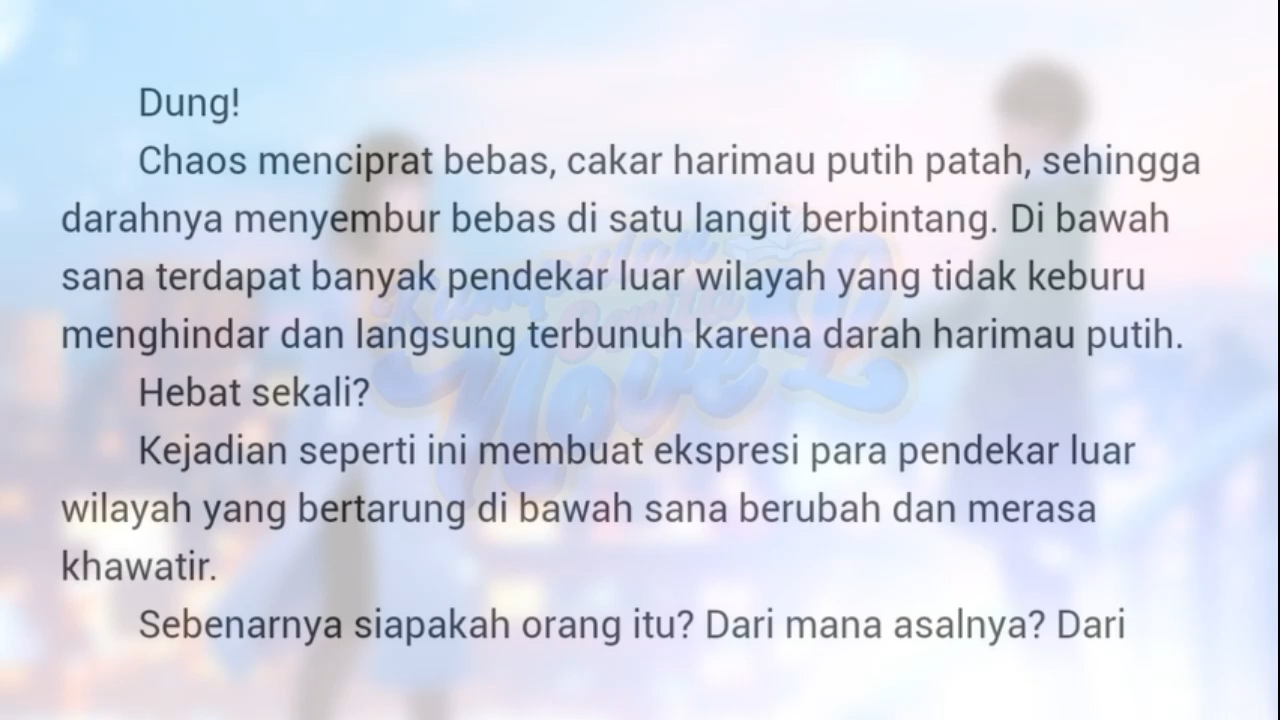 Dung!
Chaos menciprat bebas, cakar harimau putih patah, sehingga
darahnya menyembur bebas di satu langit berbintang. Di bawah
sana terdapat banyak pendekar luar wilayah yang tidak keburu
menghindar dan langsung terbunuh karena darah harimau putih.
Hebat sekali?
Kejadian seperti ini membuat ekspresi para pendekar luar
wilayah yang bertarung di bawah sana berubah dan merasa
khawatir.
Sebenarnya siapakah orang itu? Dari mana asalnya? Dari